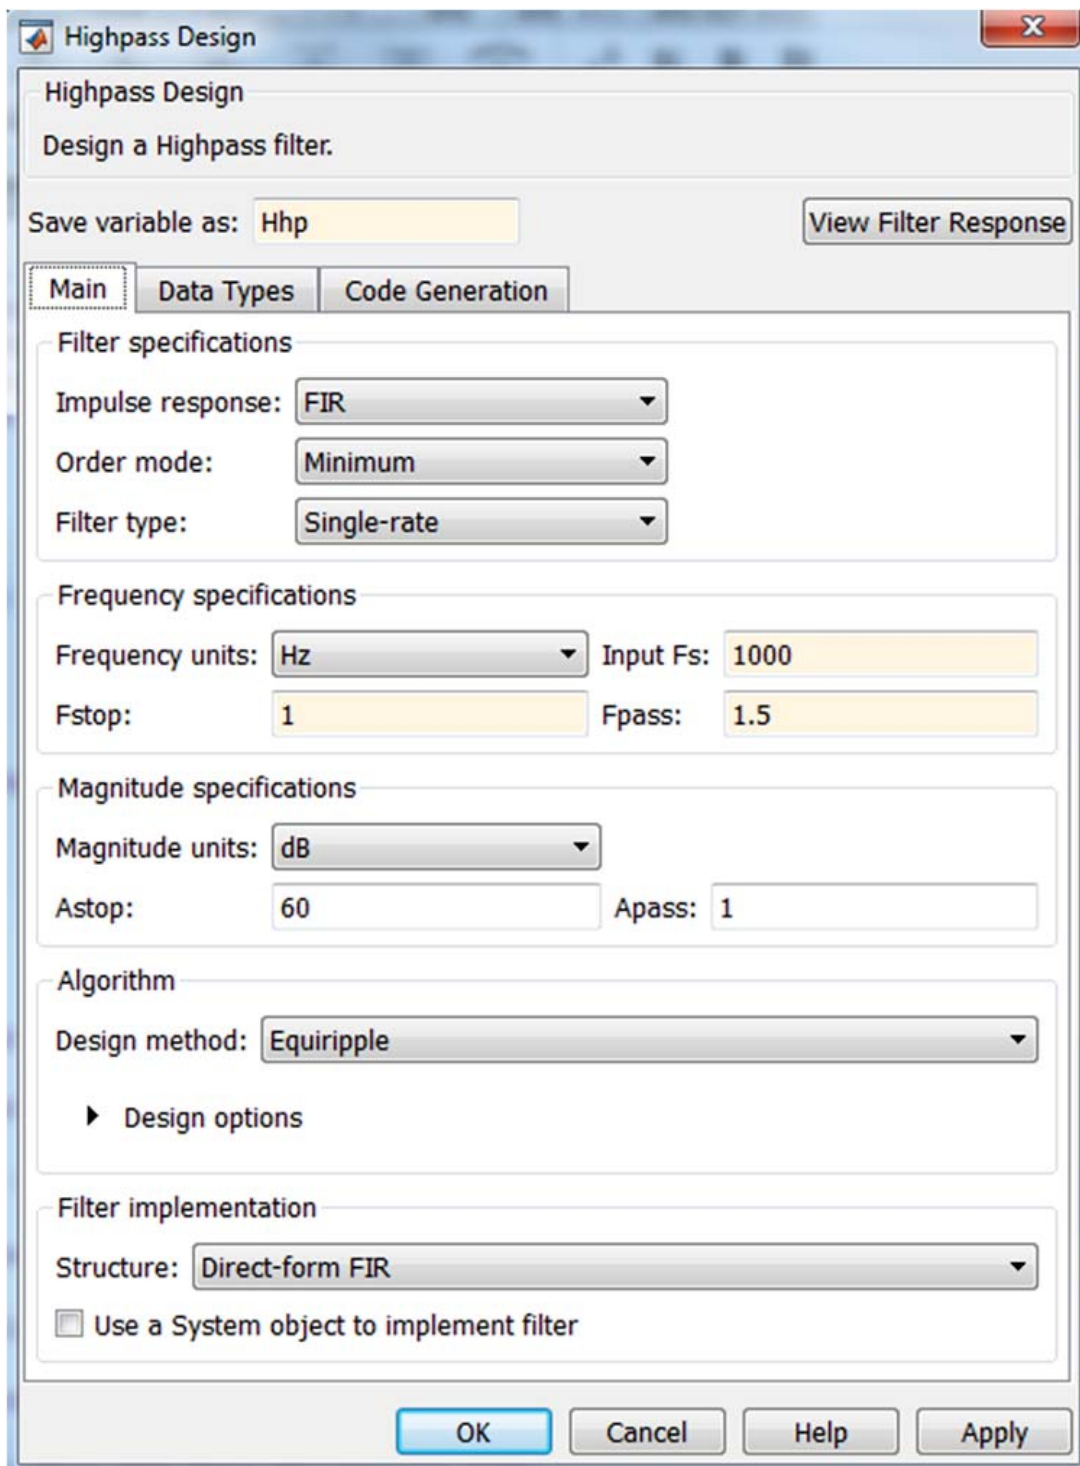 Highpass Design
Highpass Design
Design a Highpass filter.
Save variable as: Hhp View Filter Response
Main Data Types Code Generation
Filter specifications
Impulse response: FIR
Order mode: Minimum
Filter type: Single-rate
Frequency specifications
Frequency units: Hz Input Fs: 1000
Fstop: 1 Fpass: 1.5
Magnitude specifications
Magnitude units: dB
Astop: 60 Apass: 1
Algorithm
Design method: Equiripple
Design options
Filter implementation
Structure: Direct-form FIR
Use a System object to implement filter
OK Cancel Help Apply